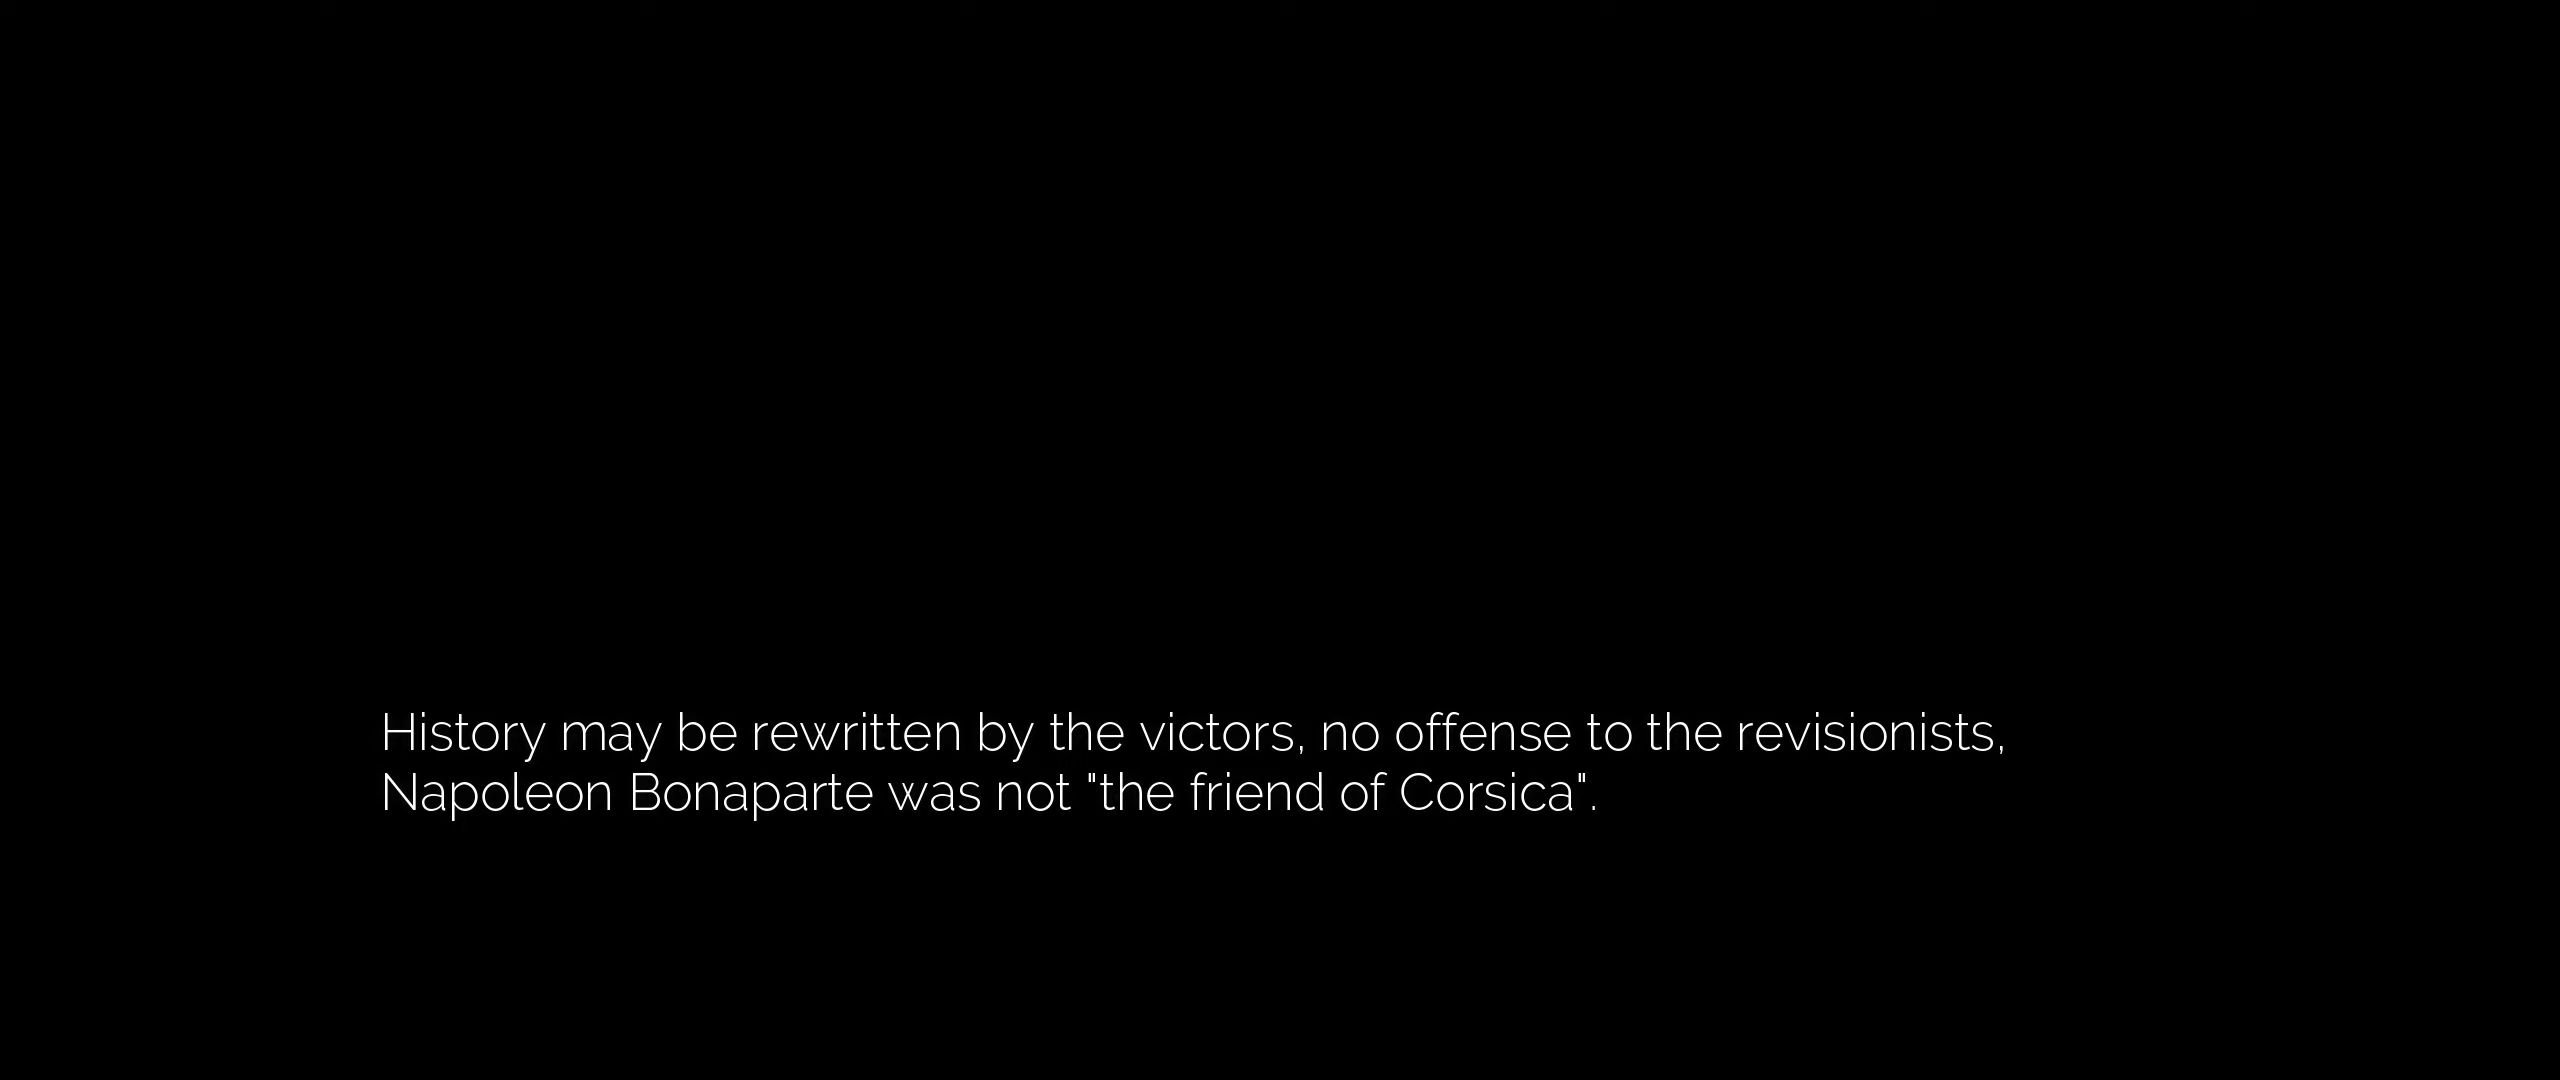 History may be rewritten by the victors, no offense to the revisionists,
Napoleon Bonaparte was not "the friend of Corsica".